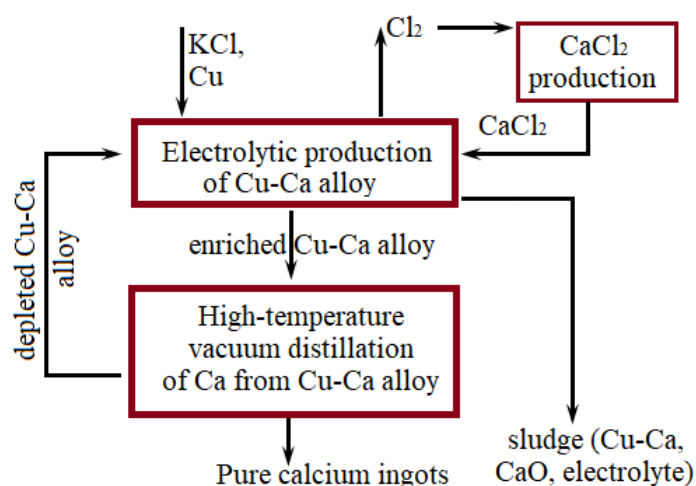 KCl,
Cu
Cl₂
CaCl₂
production
CaCl₂
Electrolytic production
of Cu-Ca alloy
depleted Cu-Ca
alloy
enriched Cu-Ca alloy
High-temperature
vacuum distillation
of Ca from Cu-Ca alloy
sludge (Cu-Ca,
CaO, electrolyte)
Pure calcium ingots